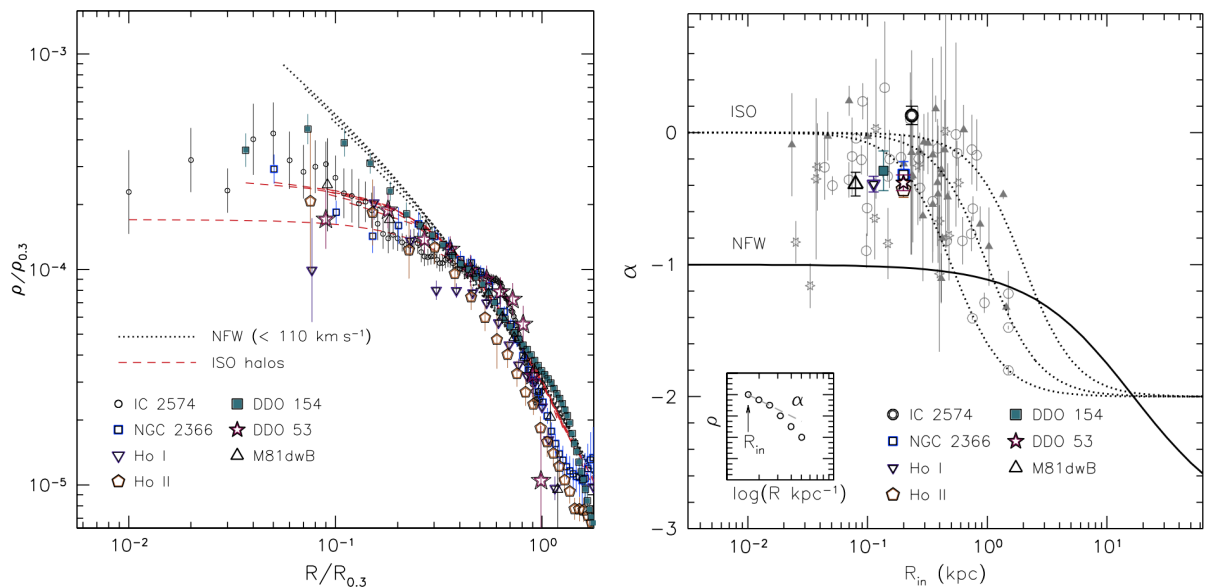 10⁻³
10⁻⁴
10⁻⁵
ρ/ρ0.3
NFW (< 110 km s⁻¹)
ISO halos
IC 2574
DDO 154
NGC 2366
DDO 53
Ho I
M81dwB
Ho II
10⁻²
10⁻¹
10⁰
R/R0.3
0
−1
−2
−3
α
ISO
NFW
ρ
α
Rin
log(R kpc⁻¹)
IC 2574
DDO 154
NGC 2366
DDO 53
Ho I
M81dwB
Ho II
10⁻²
10⁻¹
10⁰
10¹
Rin (kpc)